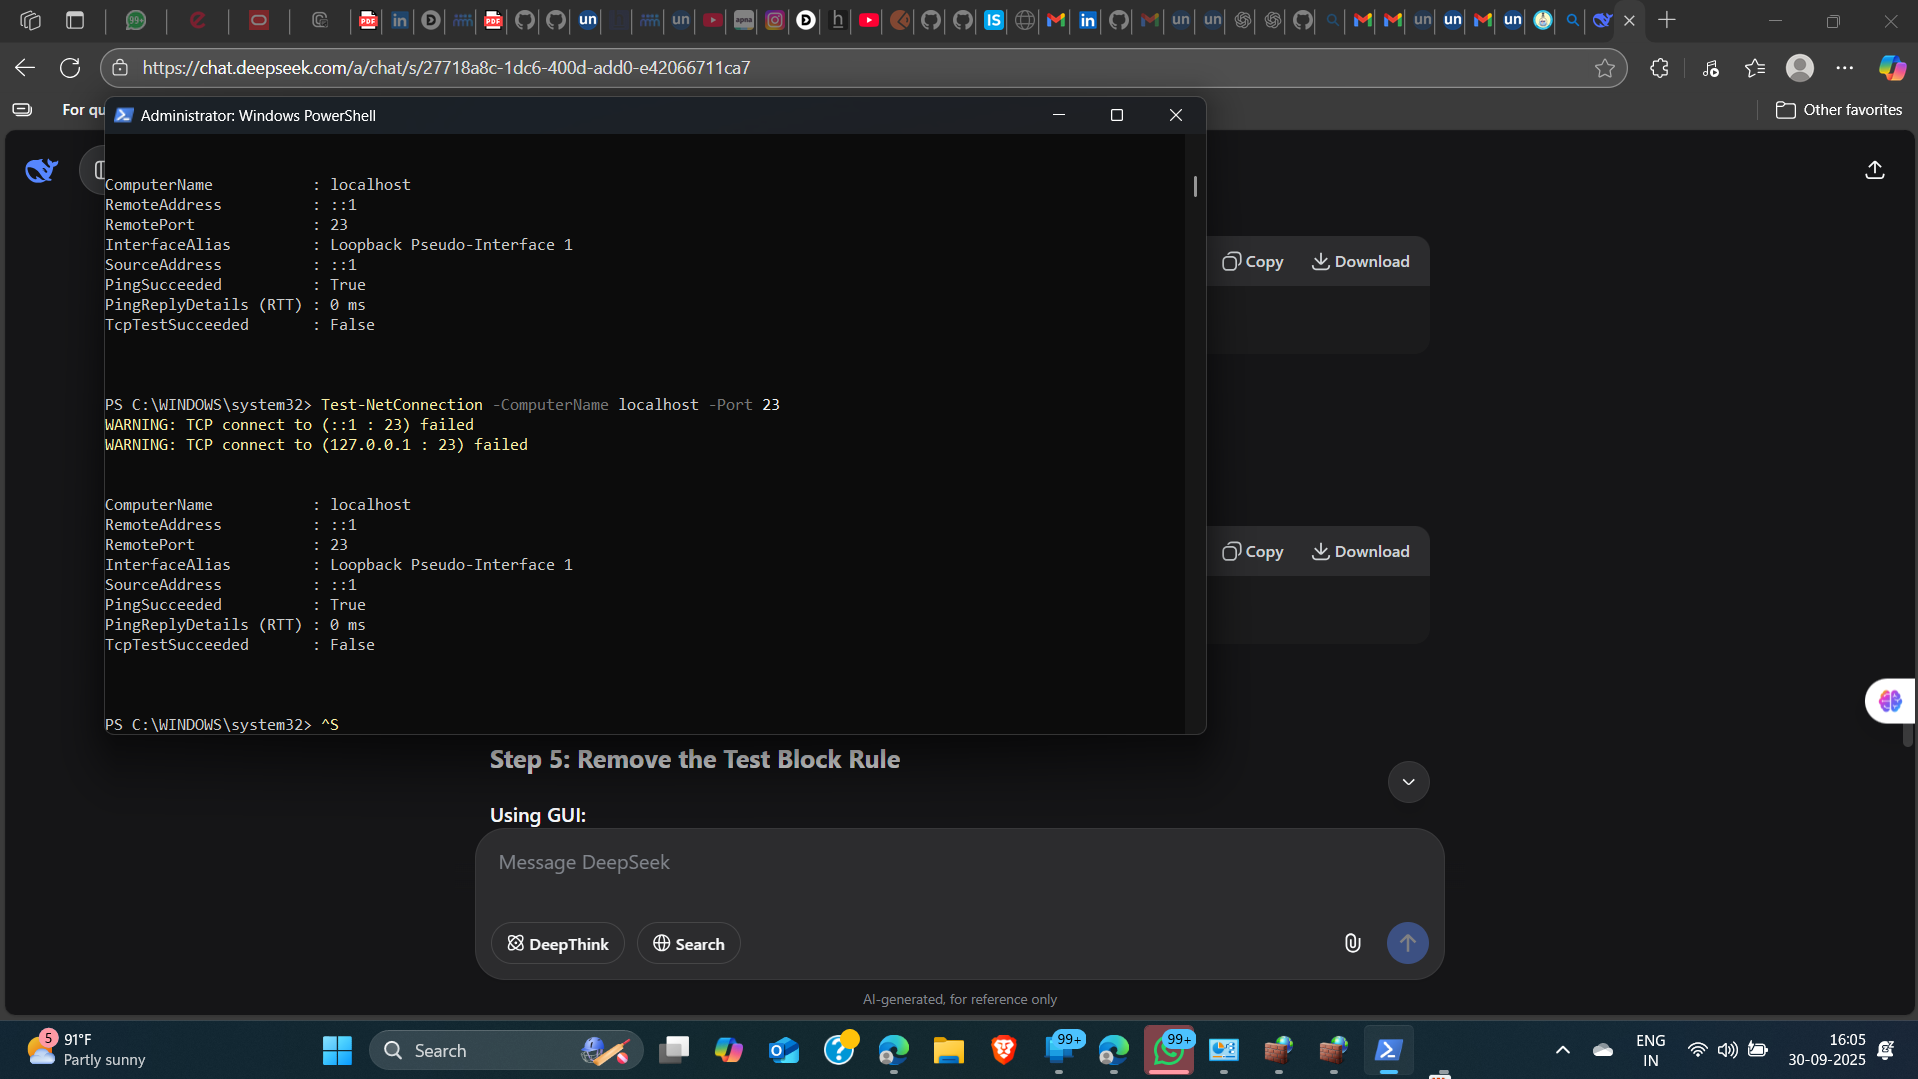 https://chat.deepseek.com/a/chat/s/27718a8c-1dc6-400d-add0-e42066711ca7
For qu
Other favorites
Administrator: Windows PowerShell
ComputerName : localhost
RemoteAddress : ::1
RemotePort : 23
InterfaceAlias : Loopback Pseudo-Interface 1
SourceAddress : ::1
PingSucceeded : True
PingReplyDetails (RTT) : 0 ms
TcpTestSucceeded : False
Copy Download
PS C:\WINDOWS\system32> Test-NetConnection -ComputerName localhost -Port 23
WARNING: TCP connect to (::1 : 23) failed
WARNING: TCP connect to (127.0.0.1 : 23) failed
ComputerName : localhost
RemoteAddress : ::1
RemotePort : 23
InterfaceAlias : Loopback Pseudo-Interface 1
SourceAddress : ::1
PingSucceeded : True
PingReplyDetails (RTT) : 0 ms
TcpTestSucceeded : False
Copy Download
PS C:\WINDOWS\system32> ^S
Step 5: Remove the Test Block Rule
Using GUI:
Message DeepSeek
DeepThink
Search
AI-generated, for reference only
5
91°F
Partly sunny
Search
99+
99+
ENG
IN
16:05
30-09-2025